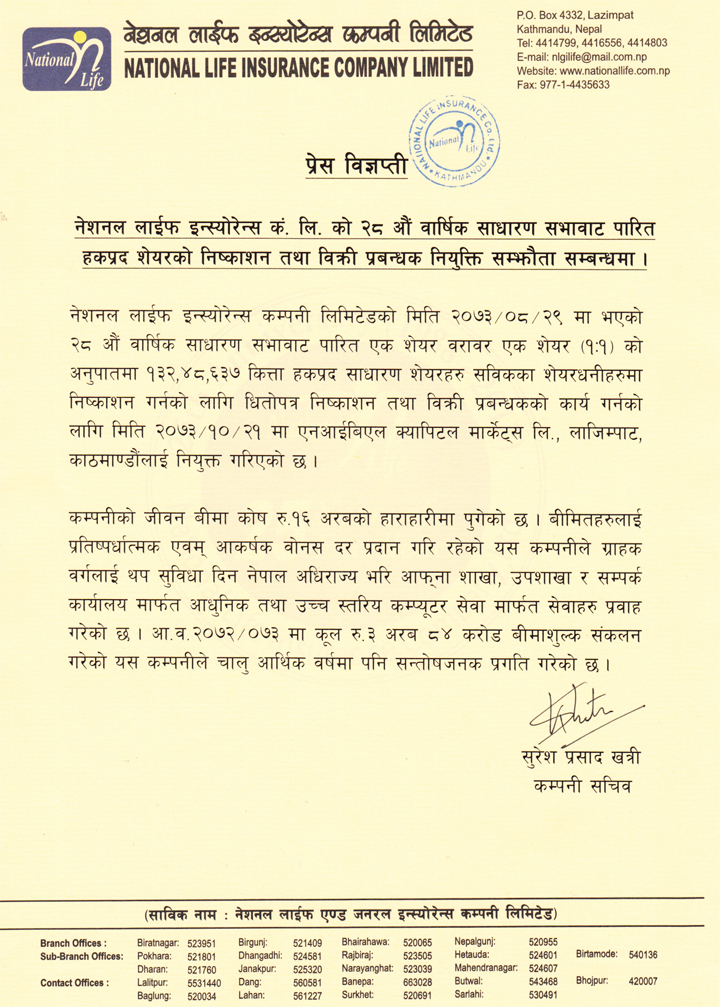 National Life
नेशनल लाईफ इन्स्योरेन्स कम्पनी लिमिटेड
NATIONAL LIFE INSURANCE COMPANY LIMITED
P.O. Box 4332, Lazimpat
Kathmandu, Nepal
Tel: 4414799, 4416556, 4414803
E-mail: nlgilife@mail.com.np
Website: www.nationallife.com.np
Fax: 977-1-4435633
NATIONAL LIFE INSURANCE Co. Ltd.
National Life
KATHMANDU
प्रेस विज्ञप्ती
नेशनल लाईफ इन्स्योरेन्स कं. लि. को २८ औं वार्षिक साधारण सभावाट पारित
हकप्रद शेयरको निष्काशन तथा विक्री प्रबन्धक नियुक्ति सम्झौता सम्बन्धमा ।
नेशनल लाईफ इन्स्योरेन्स कम्पनी लिमिटेडको मिति २०७३/०८/२९ मा भएको
२८ औं वार्षिक साधारण सभावाट पारित एक शेयर वरावर एक शेयर (१:१) को
अनुपातमा १३२,४८,६३७ कित्ता हकप्रद साधारण शेयरहरु सविकका शेयरधनीहरुमा
निष्काशन गर्नको लागि धितोपत्र निष्काशन तथा विक्री प्रबन्धकको कार्य गर्नको
लागि मिति २०७३/१०/२१ मा एनआईबिएल क्यापिटल मार्केट्स लि., लाजिम्पाट,
काठमाण्डौंलाई नियुक्त गरिएको छ ।
कम्पनीको जीवन बीमा कोष रु.१६ अरबको हाराहारीमा पुगेको छ । बीमितहरुलाई
प्रतिष्पर्धात्मक एवम् आकर्षक वोनस दर प्रदान गरि रहेको यस कम्पनीले ग्राहक
वर्गलाई थप सुविधा दिन नेपाल अधिराज्य भरि आफ्ना शाखा, उपशाखा र सम्पर्क
कार्यालय मार्फत आधुनिक तथा उच्च स्तरिय कम्प्यूटर सेवा मार्फत सेवाहरु प्रवाह
गरेको छ । आ.व.२०७२/०७३ मा कूल रु.३ अरब ८४ करोड बीमाशुल्क संकलन
गरेको यस कम्पनीले चालु आर्थिक वर्षमा पनि सन्तोषजनक प्रगति गरेको छ ।
सुरेश प्रसाद खत्री
कम्पनी सचिव
(साविक नाम : नेशनल लाईफ एण्ड जनरल इन्स्योरेन्स कम्पनी लिमिटेड)
Branch Offices : Biratnagar: 523951 Birgunj: 521409 Bhairahawa: 520065 Nepalgunj: 520955
Sub-Branch Offices: Pokhara: 521801 Dhangadhi: 524581 Rajbiraj: 523505 Hetauda: 524601 Birtamode: 540136
Dharan: 521760 Janakpur: 525320 Narayanghat: 523039 Mahendranagar: 524607
Contact Offices : Lalitpur: 5531440 Dang: 560581 Banepa: 663028 Butwal: 543468 Bhojpur: 420007
Baglung: 520034 Lahan: 561227 Surkhet: 520691 Sarlahi: 530491